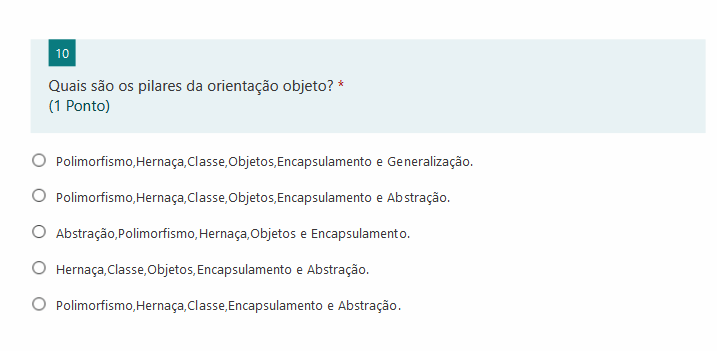 10
Quais são os pilares da orientação objeto? *
(1 Ponto)
Polimorfismo,Hernaça,Classe,Objetos,Encapsulamento e Generalização.
Polimorfismo,Hernaça,Classe,Objetos,Encapsulamento e Abstração.
Abstração,Polimorfismo,Hernaça,Objetos e Encapsulamento.
Hernaça,Classe,Objetos,Encapsulamento e Abstração.
Polimorfismo,Hernaça,Classe,Encapsulamento e Abstração.